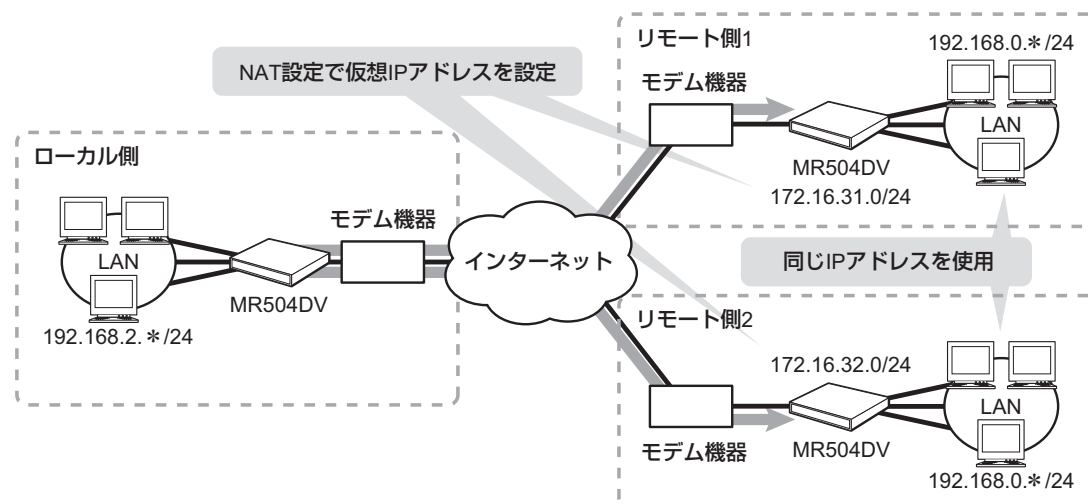 NAT設定で仮想IPアドレスを設定
ローカル側
モデム機器
LAN
MR504DV
192.168.2.＊/24
インターネット
リモート側1
192.168.0.＊/24
モデム機器
LAN
MR504DV
172.16.31.0/24
同じIPアドレスを使用
リモート側2
172.16.32.0/24
LAN
モデム機器
MR504DV
192.168.0.＊/24